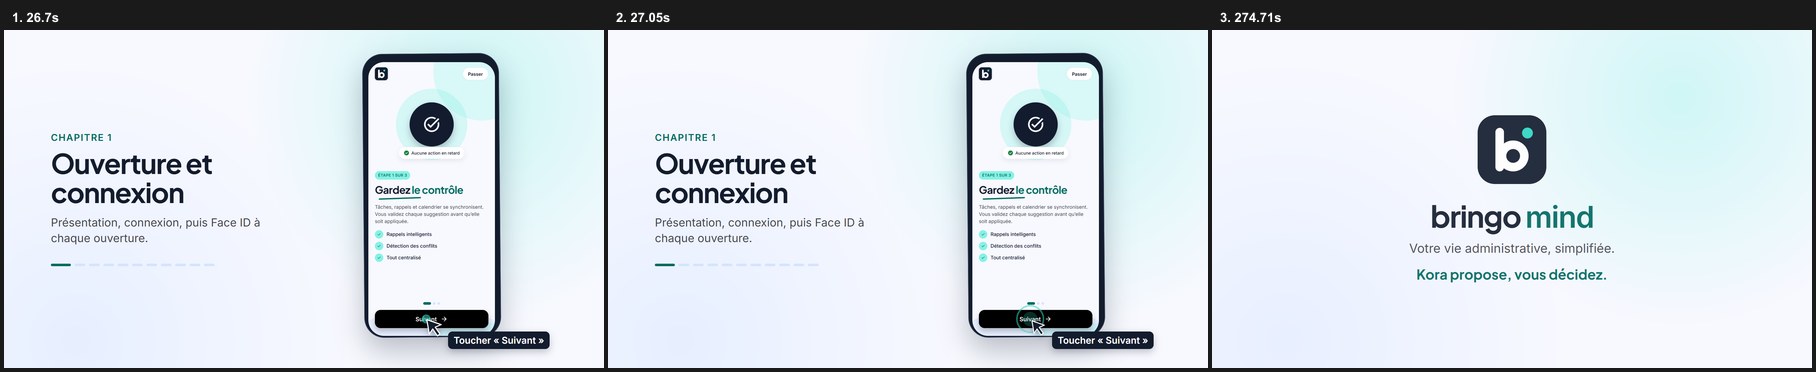 1. 26.7s
CHAPITRE 1
Ouverture et
connexion
Présentation, connexion, puis Face ID à
chaque ouverture.
b
Passer
Aucune action en retard
ÉTAPE 1 SUR 3
Gardez le contrôle
Tâches, rappels et calendrier se synchronisent.
Vous validez chaque suggestion avant qu'elle
soit appliquée.
Rappels intelligents
Détection des conflits
Tout centralisé
Suivant →
Toucher « Suivant »
2. 27.05s
CHAPITRE 1
Ouverture et
connexion
Présentation, connexion, puis Face ID à
chaque ouverture.
b
Passer
Aucune action en retard
ÉTAPE 1 SUR 3
Gardez le contrôle
Tâches, rappels et calendrier se synchronisent.
Vous validez chaque suggestion avant qu'elle
soit appliquée.
Rappels intelligents
Détection des conflits
Tout centralisé
Suivant →
Toucher « Suivant »
3. 274.71s
b
bringo mind
Votre vie administrative, simplifiée.
Kora propose, vous décidez.